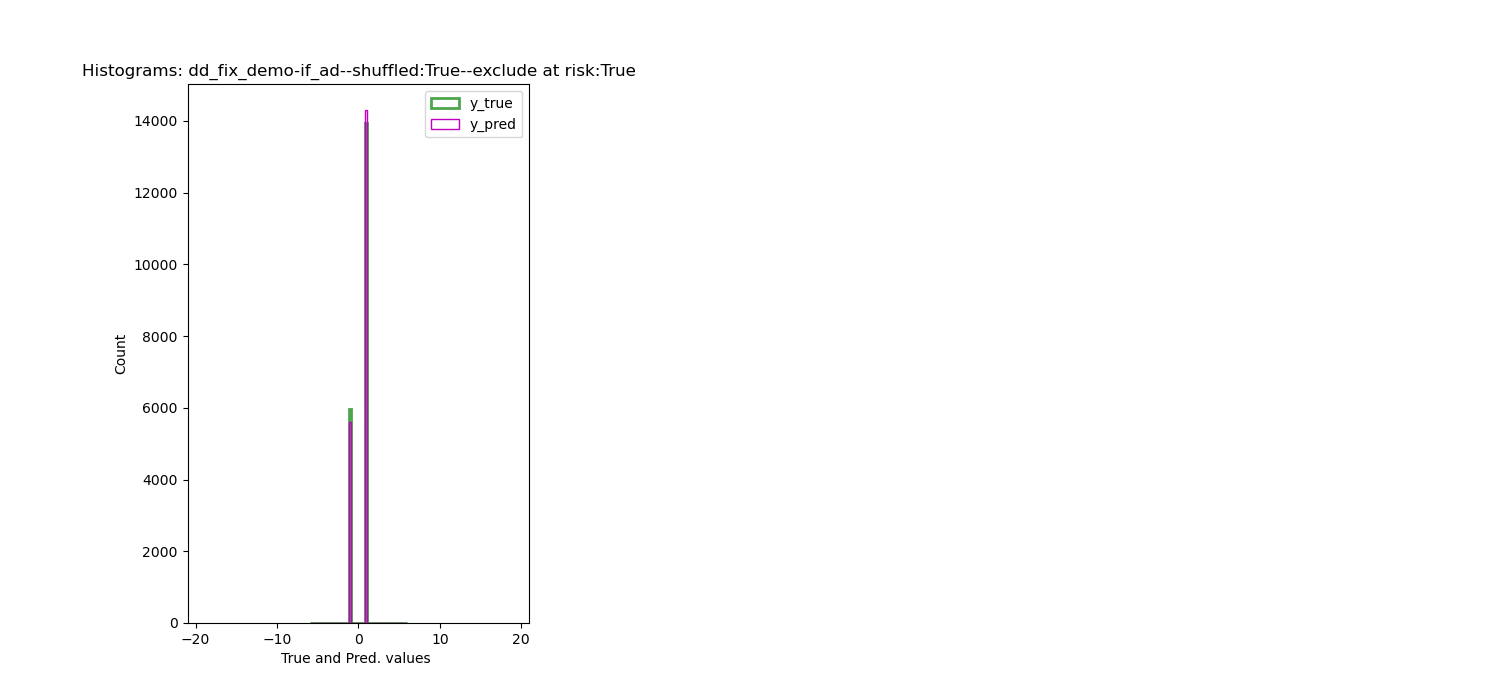 Histograms: dd_fix_demo-if_ad--shuffled:True--exclude at risk:True
y_true
y_pred
14000
12000
10000
8000
6000
4000
2000
0
Count
−20 −10 0 10 20
True and Pred. values